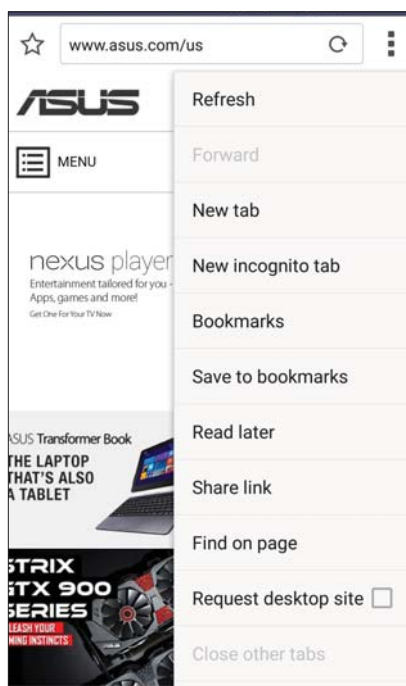 www.asus.com/us
ASUS
MENU
nexus player
Entertainment tailored for you -
Apps, games and more!
Get One For Your TV Now
ASUS Transformer Book
THE LAPTOP
THAT'S ALSO
A TABLET
STRIX
GTX 900
SERIES
LEASH YOUR
MING INSTINCTS
Refresh
Forward
New tab
New incognito tab
Bookmarks
Save to bookmarks
Read later
Share link
Find on page
Request desktop site
Close other tabs